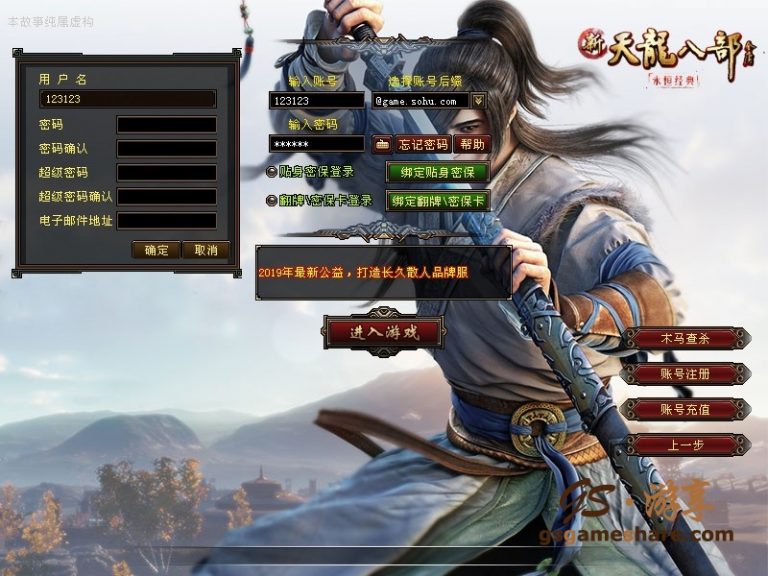 本故事纯属虚构
新天龍八部
永恒经典
用 户 名
123123
密码
密码确认
超级密码
超级密码确认
电子邮件地址
确定
取消
输入账号
选择账号后缀
123123
@game.sohu.com
输入密码
******
忘记密码
帮助
贴身密保登录
绑定贴身密保
翻牌\密保卡登录
绑定翻牌\密保卡
2019年最新公益，打造长久散人品牌服
进入游戏
木马查杀
账号注册
账号充值
上一步
GS·游享
gsgameshare.com